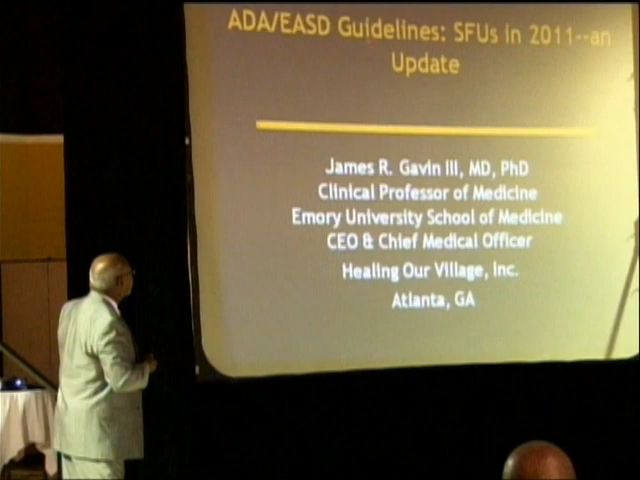 ADA/EASD Guidelines: SFUs in 2011--an
Update
James R. Gavin III, MD, PhD
Clinical Professor of Medicine
Emory University School of Medicine
CEO & Chief Medical Officer
Healing Our Village, Inc.
Atlanta, GA